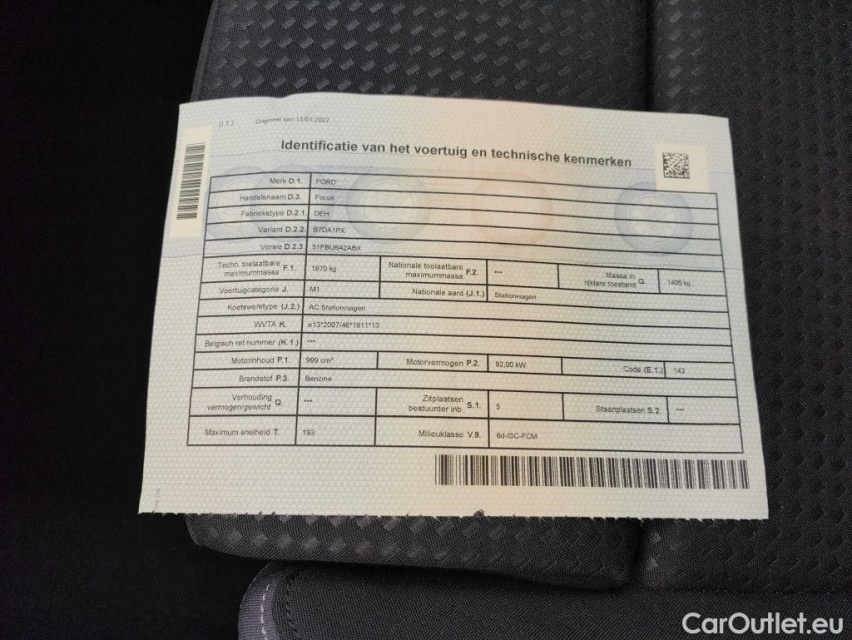 (I.1.) Origineel van 11/01/2022
Identificatie van het voertuig en technische kenmerken
Merk D.1. FORD
Handelsnaam D.3. Focus
Fabriekstype D.2.1. DEH
Variant D.2.2. B7DA1PX
Versie D.2.3. 51FBU6A2ABX
Techn. toelaatbare maximummassa F.1. 1970 kg Nationale toelaatbare maximummassa F.2. --- Massa in rijklare toestand G. 1405 kg
Voertuigcategorie J. M1 Nationale aard (J.1.) Stationwagen
Koetswerktype (J.2.) AC Stationwagen
WVTA K. e13*2007/46*1911*13
Belgisch ref.nummer (K.1.) ---
Motorinhoud P.1. 999 cm³ Motorvermogen P.2. 92,00 kW Code (E.1.) 143
Brandstof P.3. Benzine
Verhouding vermogen/gewicht Q. --- Zitplaatsen bestuurder inb S.1. 5 Staanplaatsen S.2. ---
Maximum snelheid T. 193 Milieuklasse V.9. 6d-ISC-FCM
CarOutlet.eu